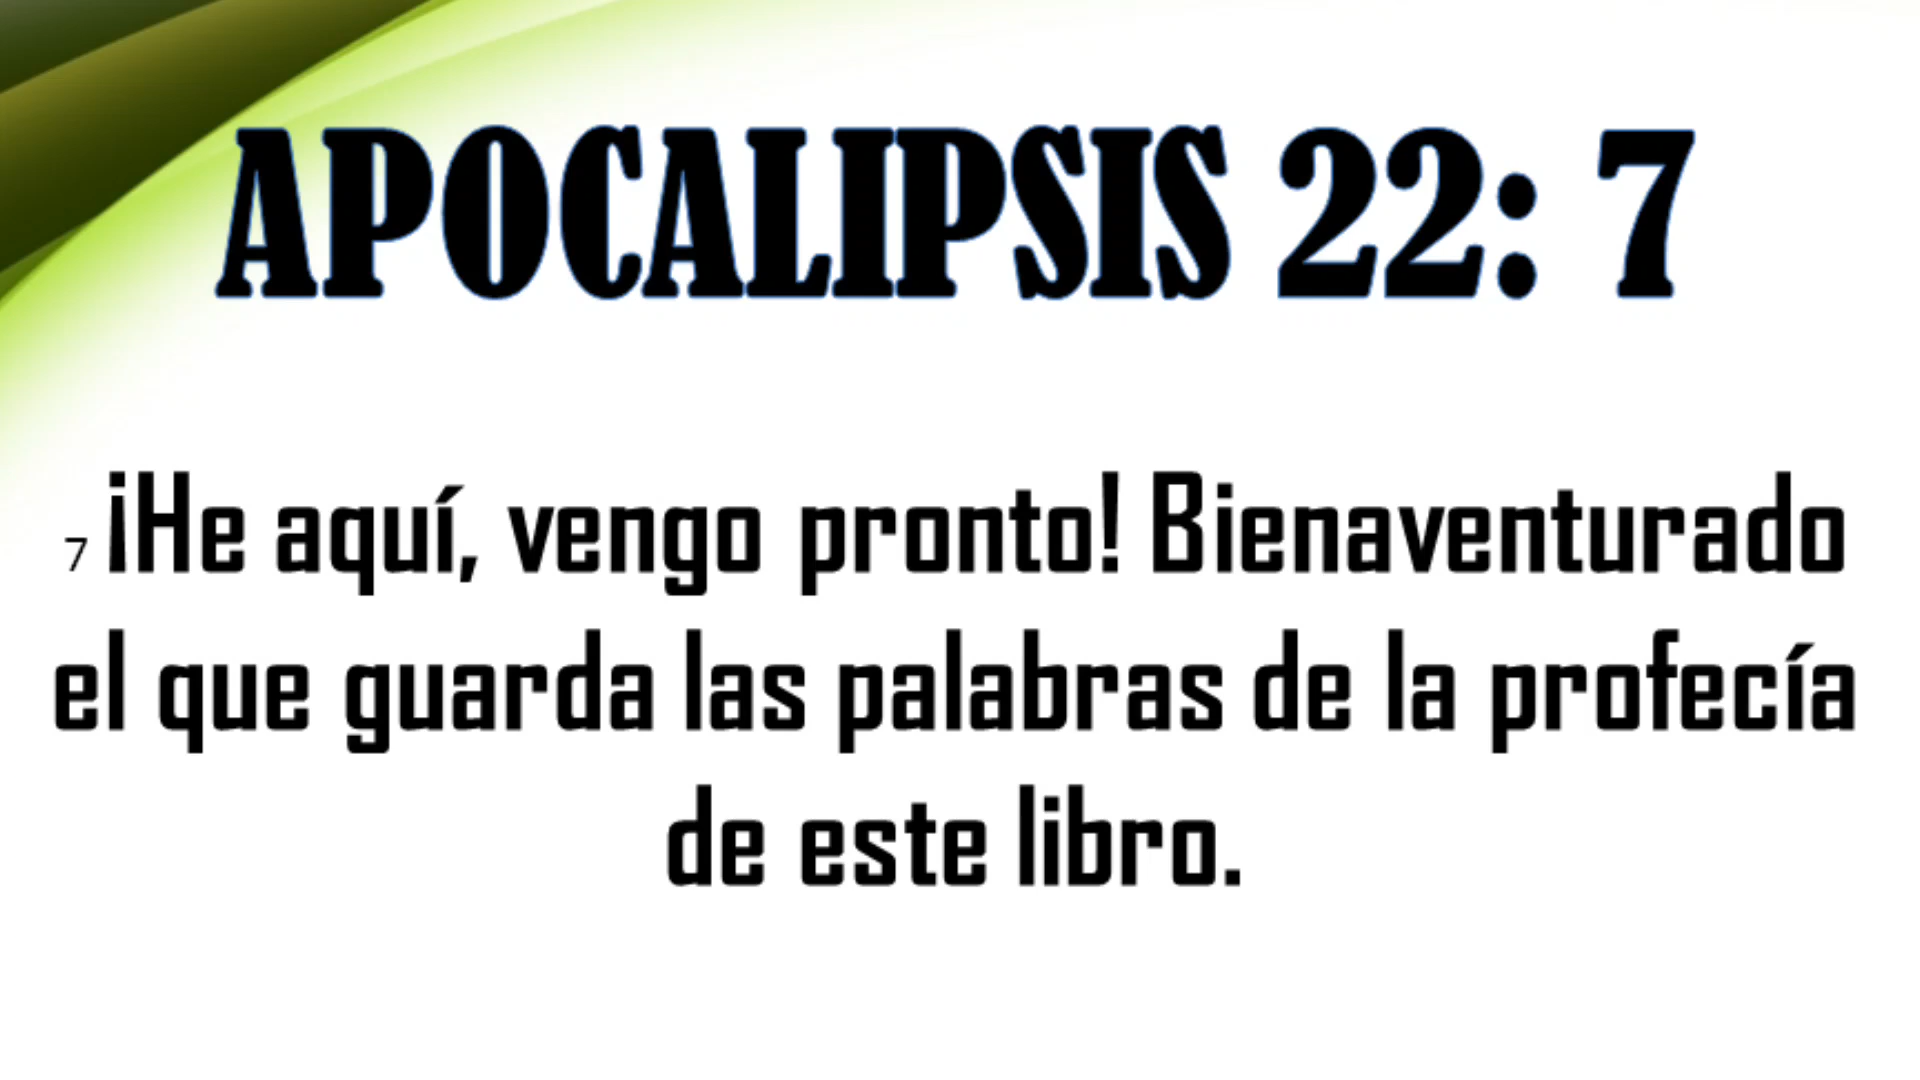 APOCALIPSIS 22: 7
7 ¡He aquí, vengo pronto! Bienaventurado
el que guarda las palabras de la profecía
de este libro.